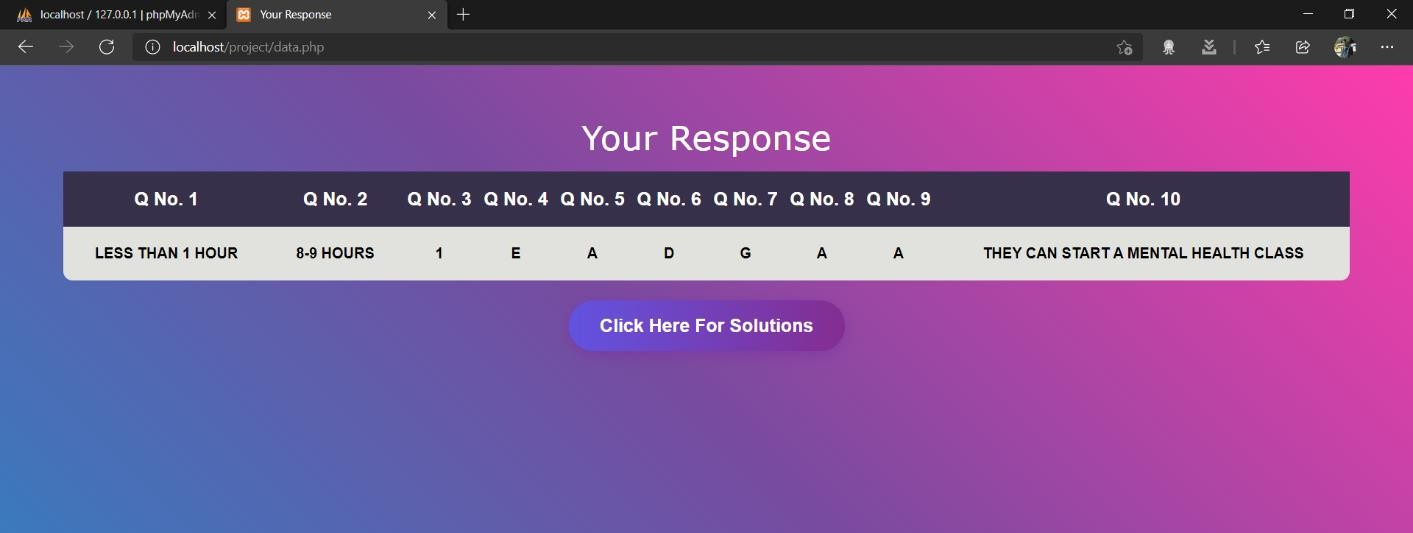 localhost / 127.0.0.1 | phpMyAdm
Your Response
localhost/project/data.php
Your Response
Q No. 1 Q No. 2 Q No. 3 Q No. 4 Q No. 5 Q No. 6 Q No. 7 Q No. 8 Q No. 9 Q No. 10
LESS THAN 1 HOUR 8-9 HOURS 1 E A D G A A THEY CAN START A MENTAL HEALTH CLASS
Click Here For Solutions